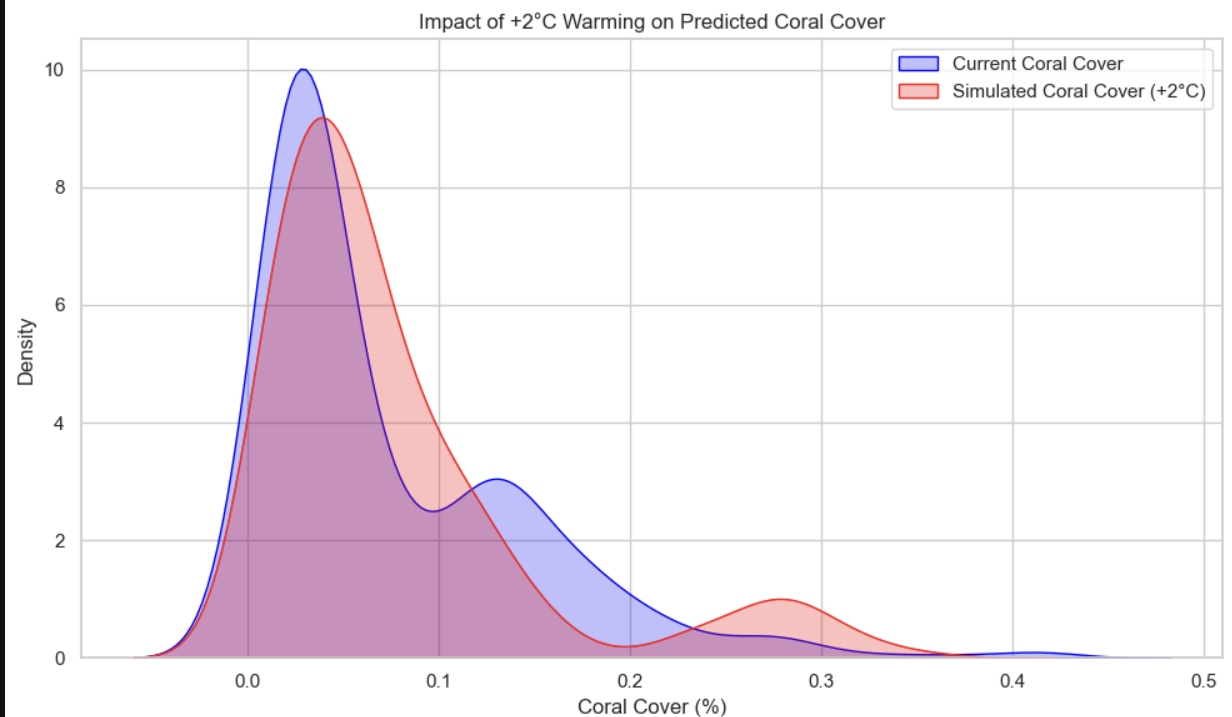 Impact of +2°C Warming on Predicted Coral Cover
Current Coral Cover
Simulated Coral Cover (+2°C)
Density
10
8
6
4
2
0
0.0 0.1 0.2 0.3 0.4 0.5
Coral Cover (%)